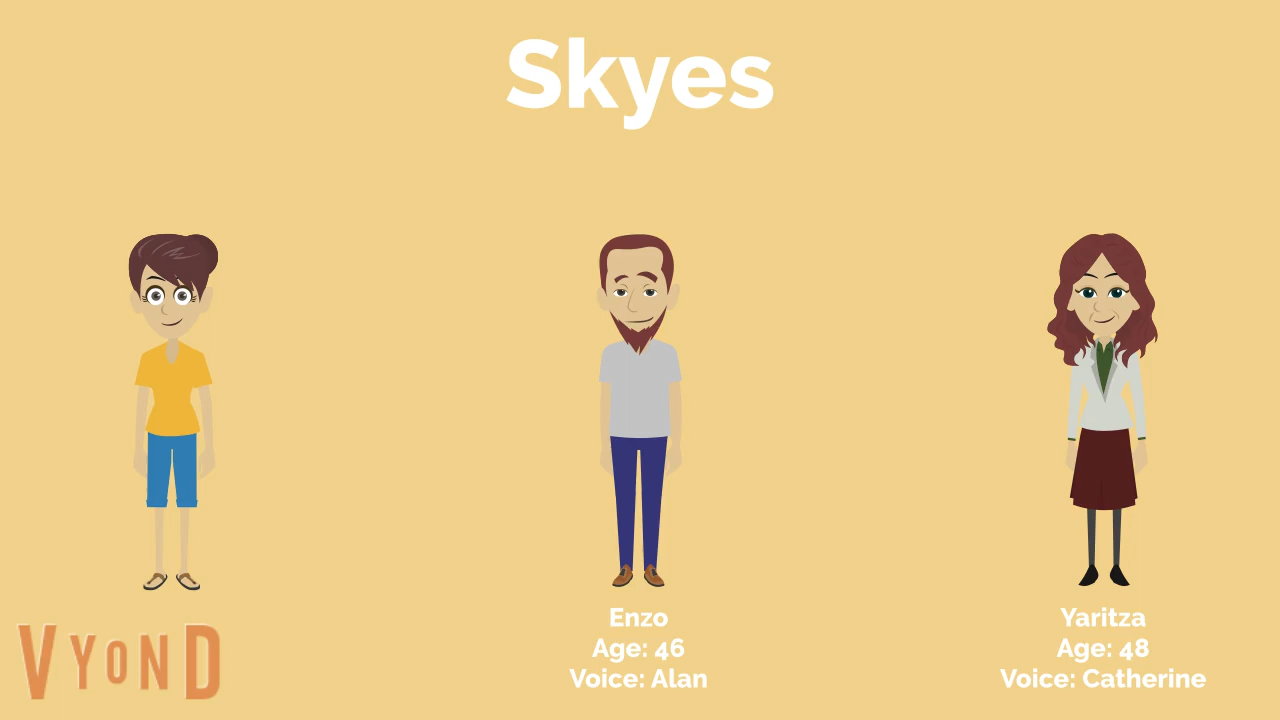 Skyes
Enzo
Age: 46
Voice: Alan
Yaritza
Age: 48
Voice: Catherine
VYOND